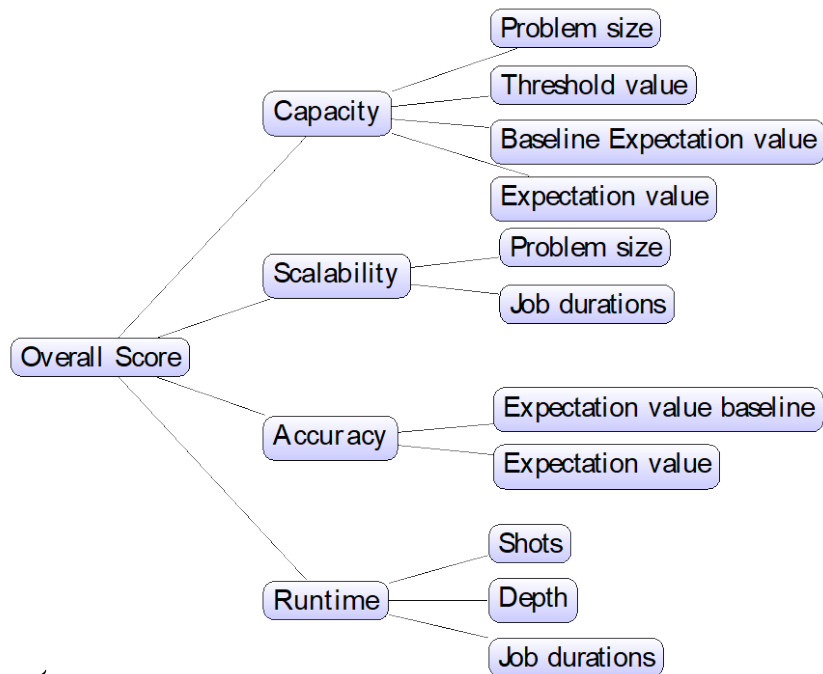 Problem size
Threshold value
Capacity
Baseline Expectation value
Expectation value
Problem size
Scalability
Job durations
Overall Score
Expectation value baseline
Accuracy
Expectation value
Shots
Runtime
Depth
Job durations